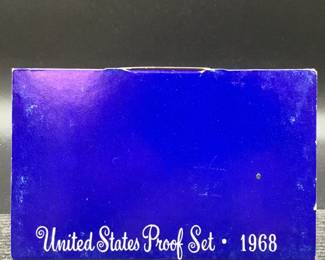 United States Proof Set • 1968